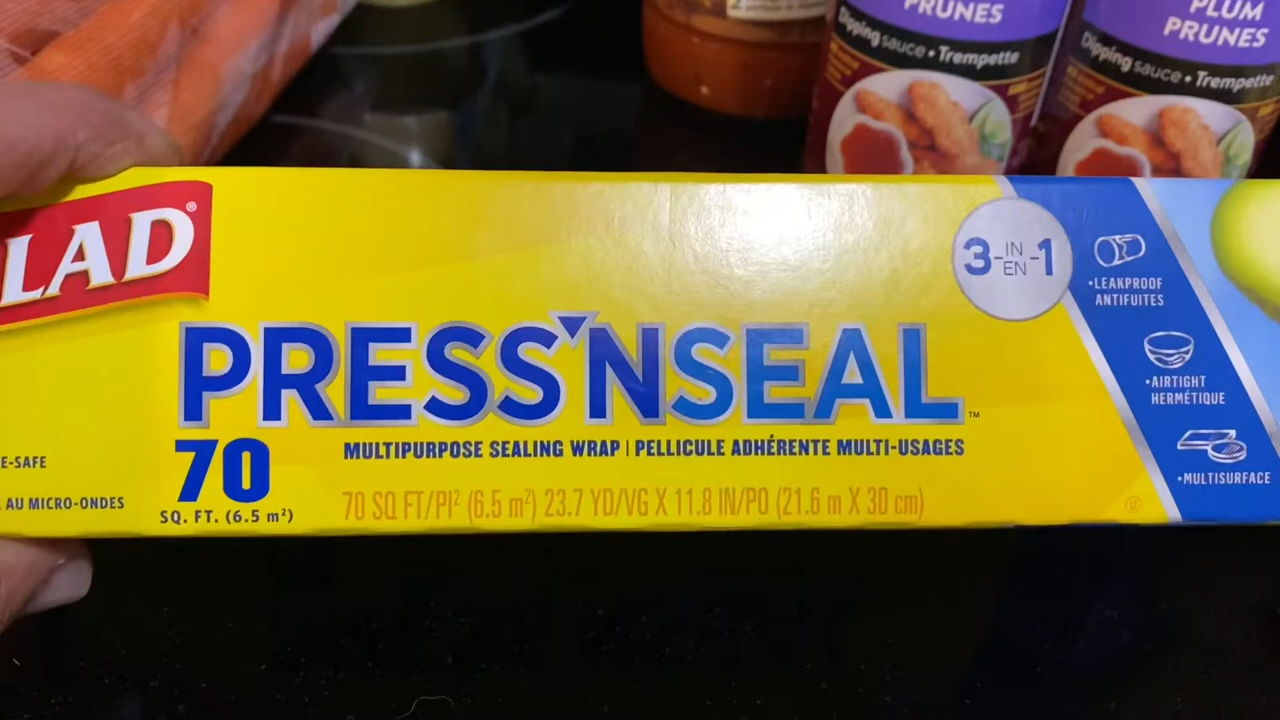 PRUNES
Dipping sauce • Trempette
PLUM
PRUNES
Dipping sauce • Trempette
LAD®
3-IN EN-1
•LEAKPROOF
ANTIFUITES
PRESS'NSEAL™
•AIRTIGHT
HERMÉTIQUE
MULTIPURPOSE SEALING WRAP | PELLICULE ADHÉRENTE MULTI-USAGES
E-SAFE
70
•MULTISURFACE
AU MICRO-ONDES
SQ. FT. (6.5 m²)
70 SQ FT/PI² (6.5 m²) 23.7 YD/VG X 11.8 IN/PO (21.6 m X 30 cm)